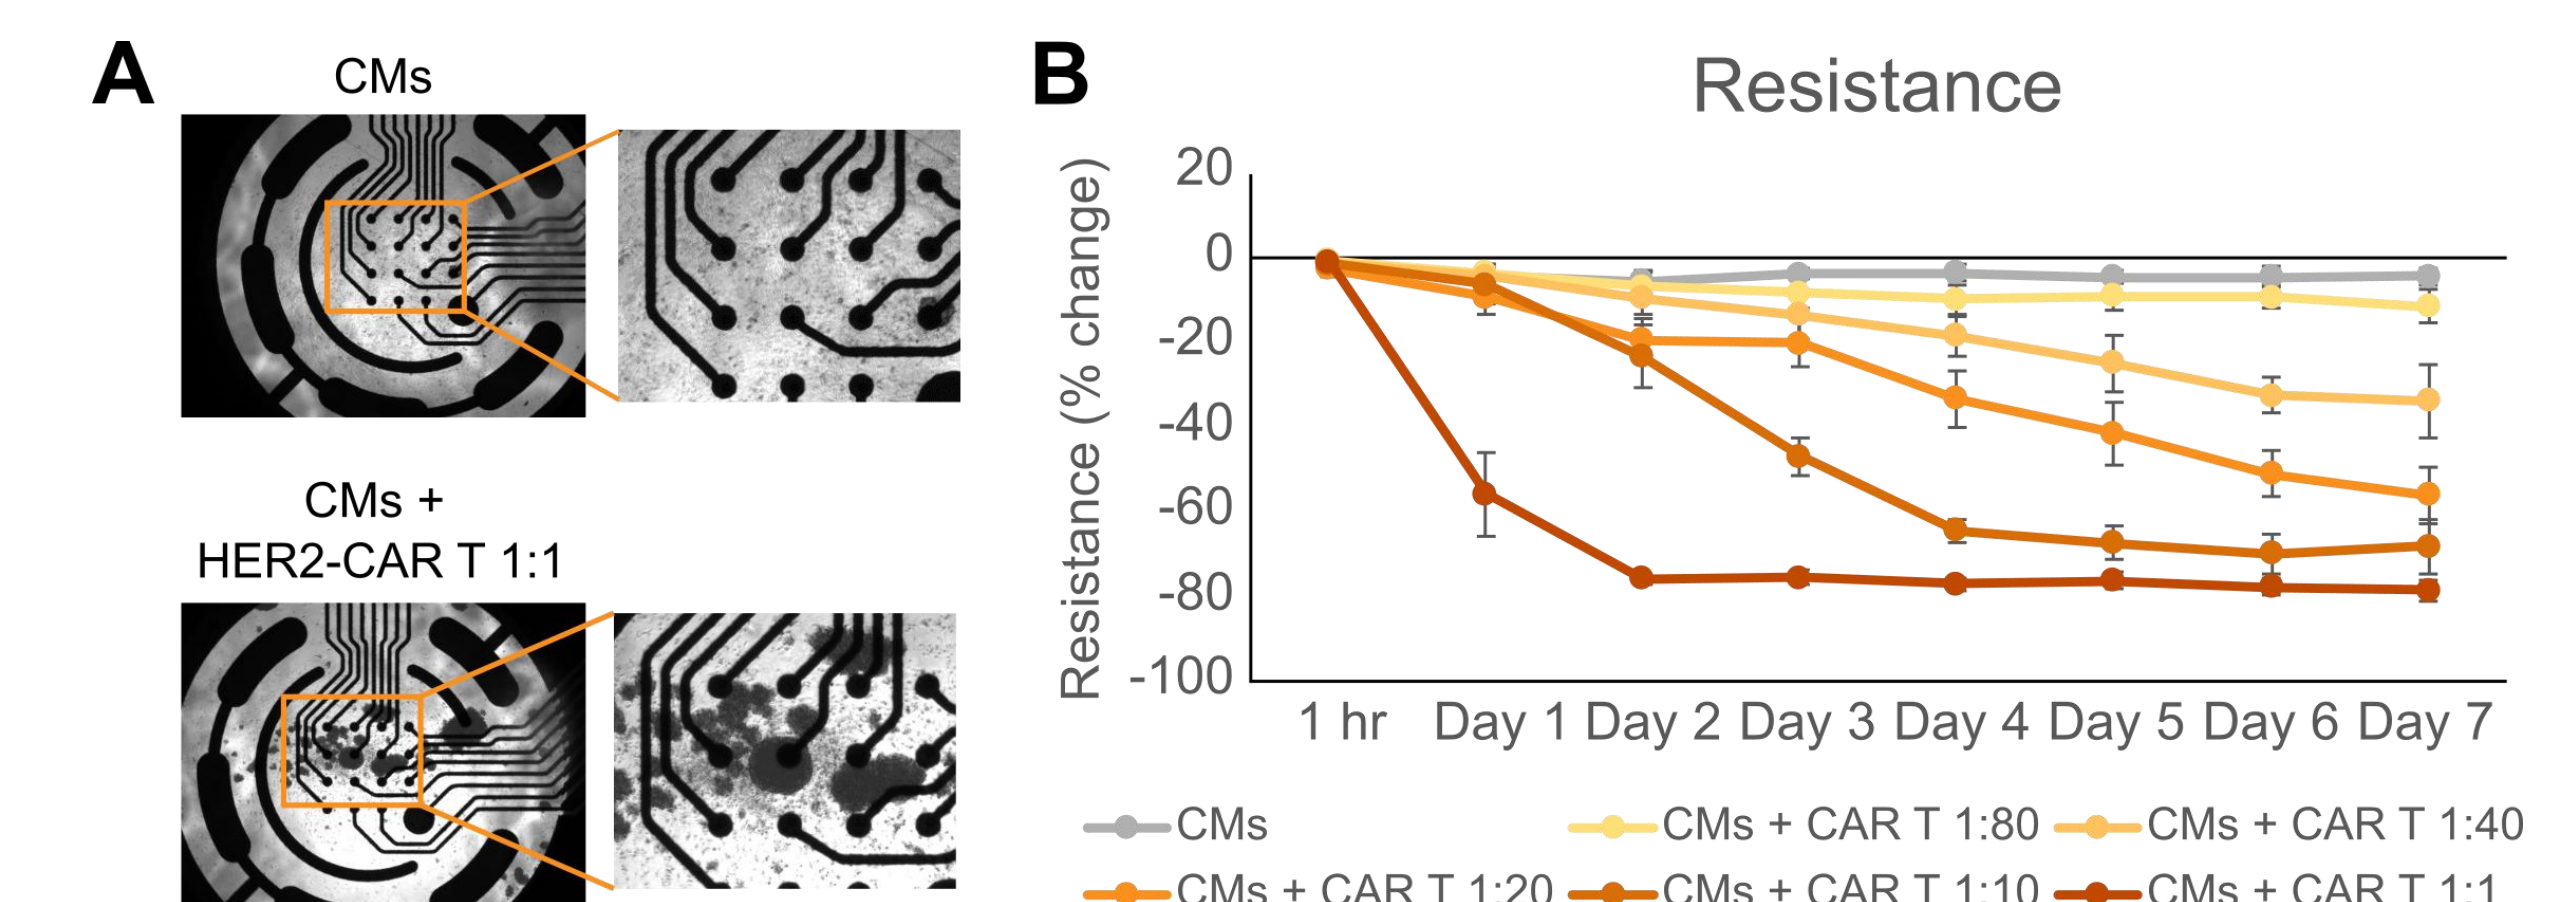 A
CMs
CMs +
HER2-CAR T 1:1
B
Resistance
Resistance (% change)
20
0
-20
-40
-60
-80
-100
1 hr Day 1 Day 2 Day 3 Day 4 Day 5 Day 6 Day 7
CMs CMs + CAR T 1:80 CMs + CAR T 1:40
CMs + CAR T 1:20 CMs + CAR T 1:10 CMs + CAR T 1:1